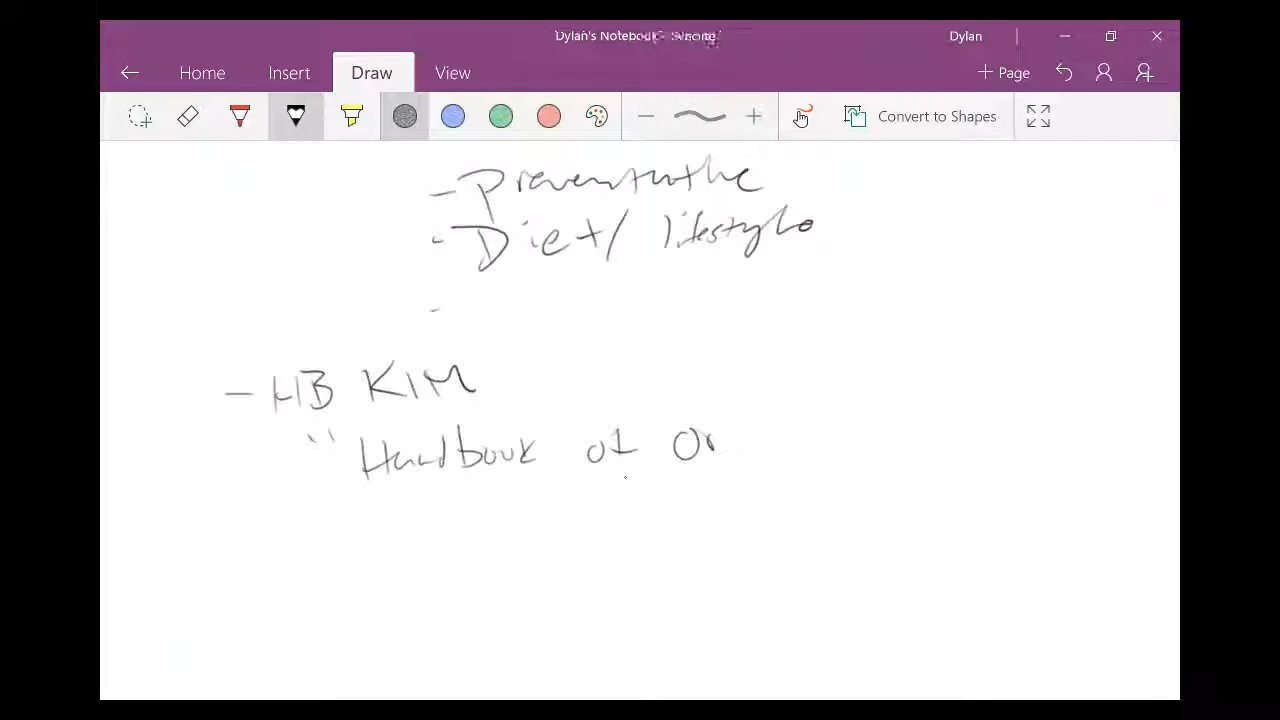 Dylan's Notebook - OneNote
Dylan
Home Insert Draw View
Page
Convert to Shapes
- Preventative
- Diet/ lifestyle
-
- HB KIM
"Handbook of Or